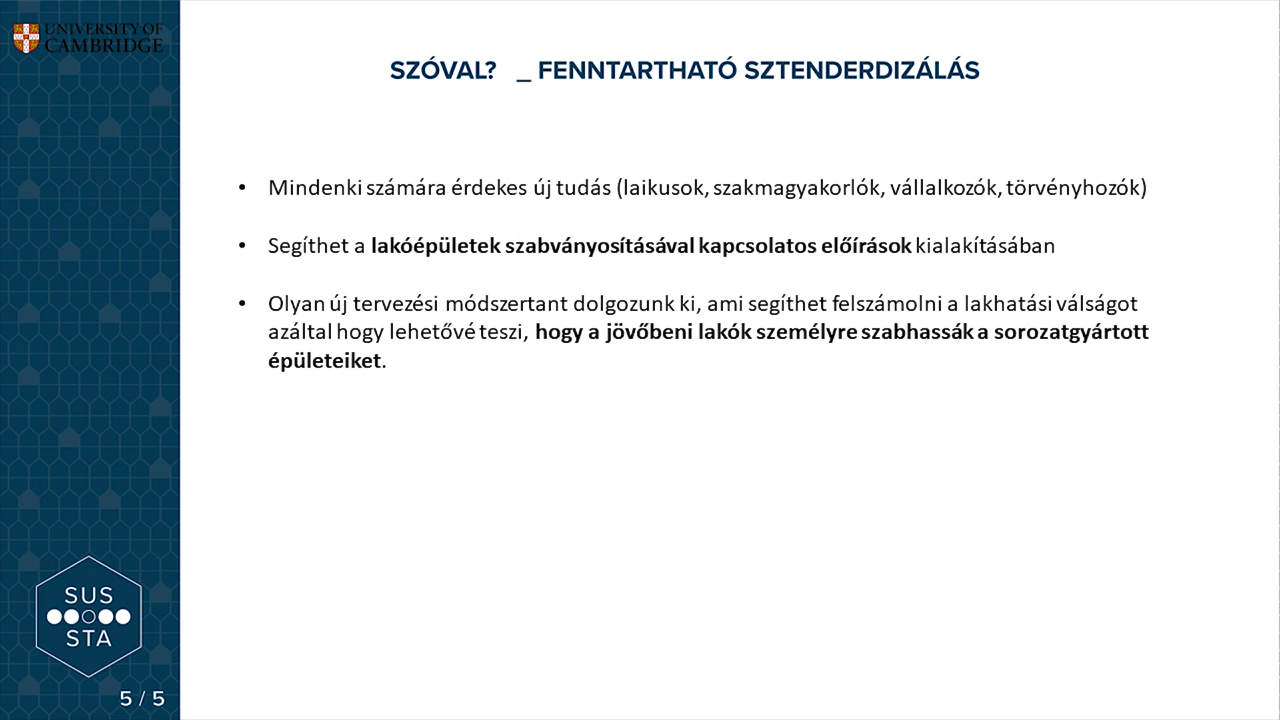 UNIVERSITY OF
CAMBRIDGE
SZÓVAL? _ FENNTARTHATÓ SZTENDERDIZÁLÁS
• Mindenki számára érdekes új tudás (laikusok, szakmagyakorlók, vállalkozók, törvényhozók)
• Segíthet a lakóépületek szabványosításával kapcsolatos előírások kialakításában
• Olyan új tervezési módszertant dolgozunk ki, ami segíthet felszámolni a lakhatási válságot
azáltal hogy lehetővé teszi, hogy a jövőbeni lakók személyre szabhassák a sorozatgyártott
épületeiket.
SUS
STA
5 / 5